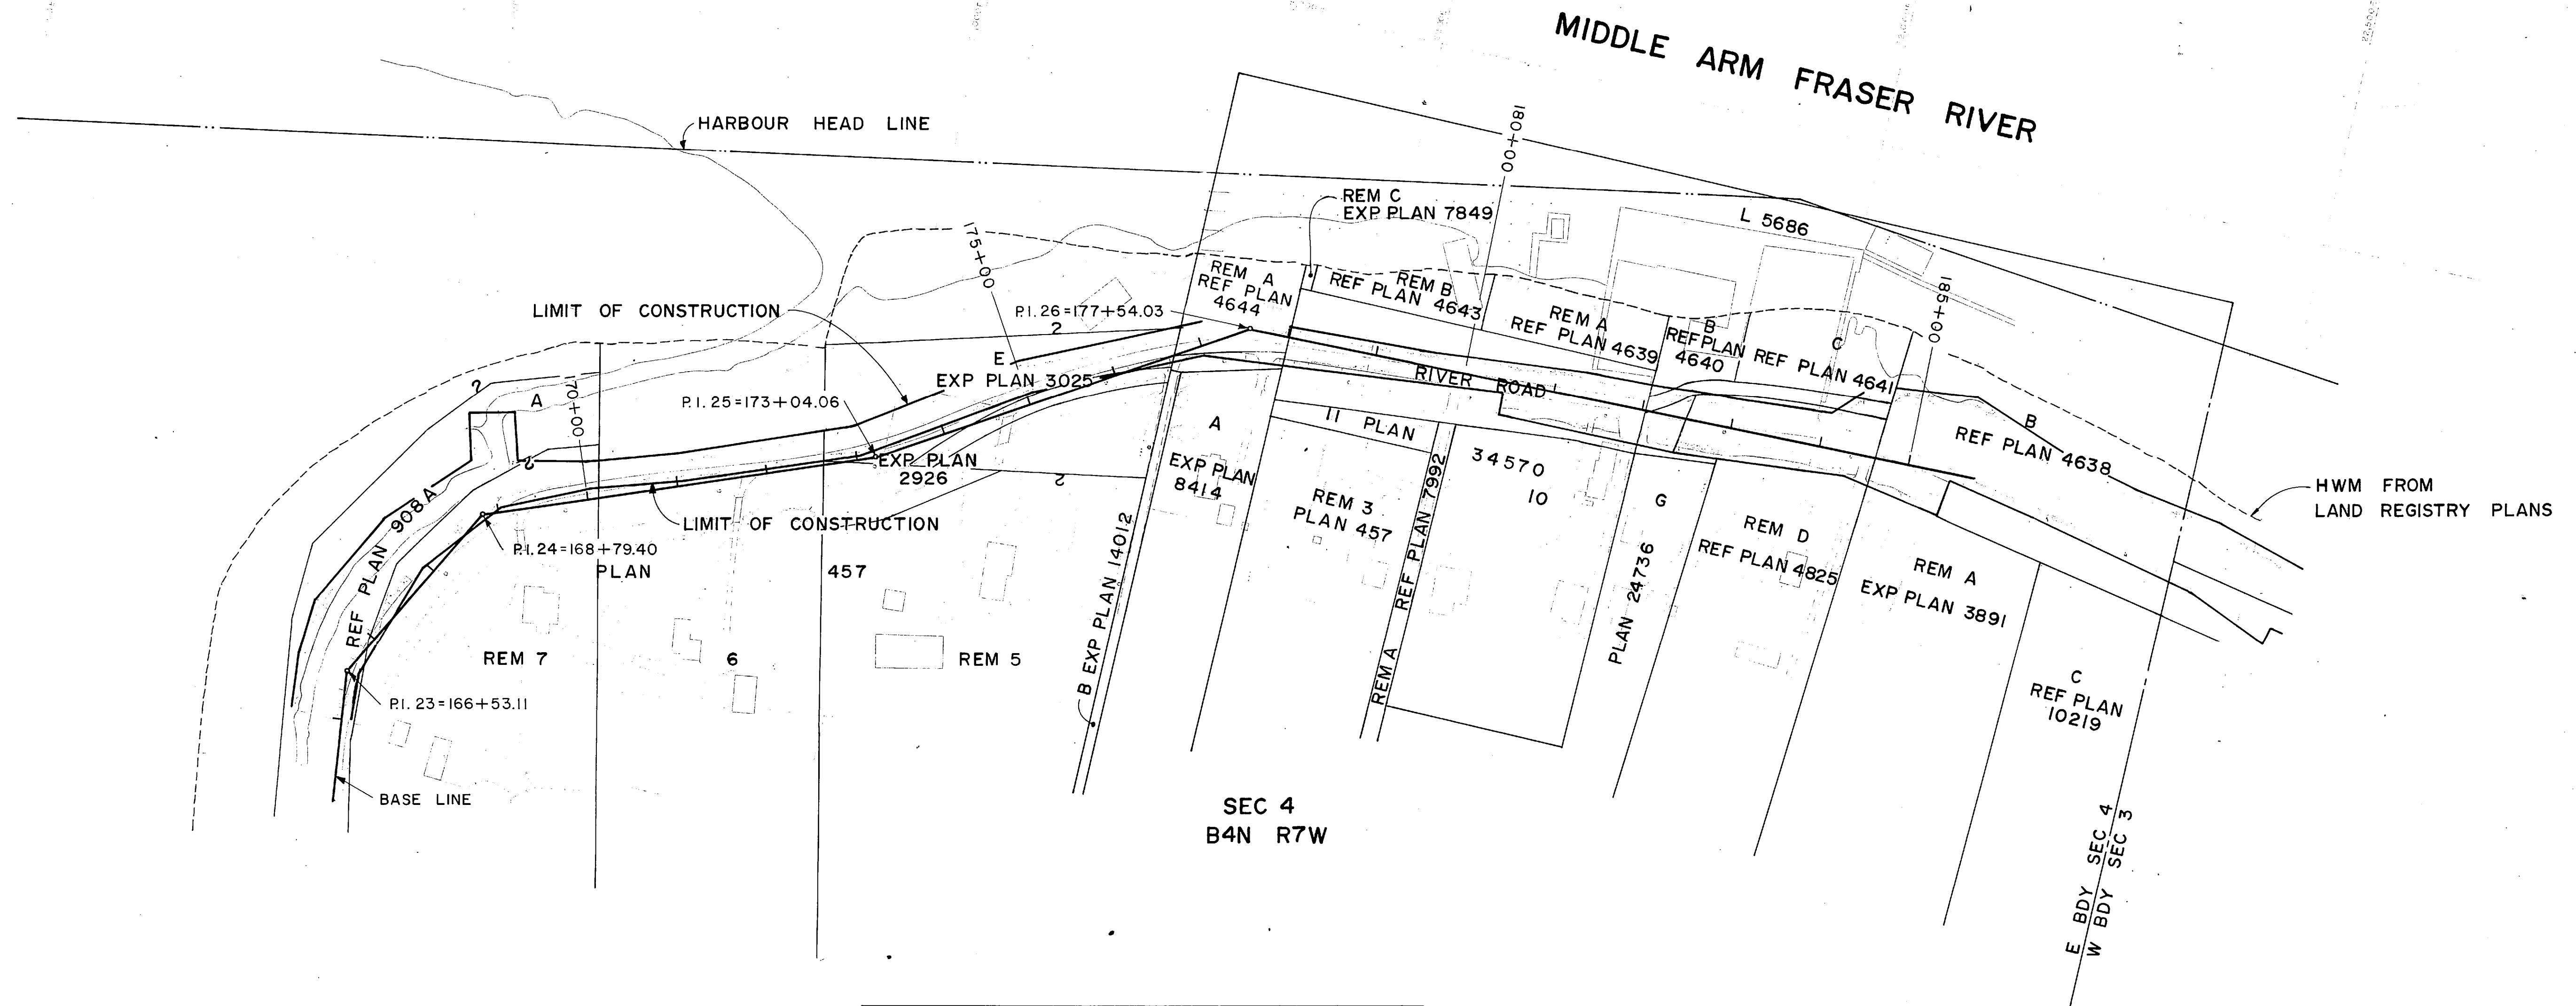 MIDDLE ARM FRASER RIVER
HARBOUR HEAD LINE
180+00
REM C
EXP PLAN 7849
L 5686
175+00
185+00
REM A
REF PLAN
4644
REM B
REF PLAN 4643
LIMIT OF CONSTRUCTION
P.I. 26=177+54.03
2
REM A
REF PLAN 4639
B
REF PLAN
4640
C
REF PLAN 4641
E
EXP PLAN 3025
RIVER ROAD
2
A
70+00
P.I. 25=173+04.06
B
REF PLAN 4638
A
EXP PLAN
8414
11 PLAN
34570
10
2
EXP PLAN
2926
2
HWM FROM
LAND REGISTRY PLANS
REF PLAN 908A
LIMIT OF CONSTRUCTION
REM 3
PLAN 457
REM A REF PLAN 7992
G
PLAN 24736
REM D
REF PLAN 4825
P.I. 24=168+79.40
PLAN 457
B EXP PLAN 14012
REM A
EXP PLAN 3891
REM 7
6
REM 5
C
REF PLAN
10219
P.I. 23=166+53.11
BASE LINE
SEC 4
B4N R7W
E BDY SEC 4
W BDY SEC 3